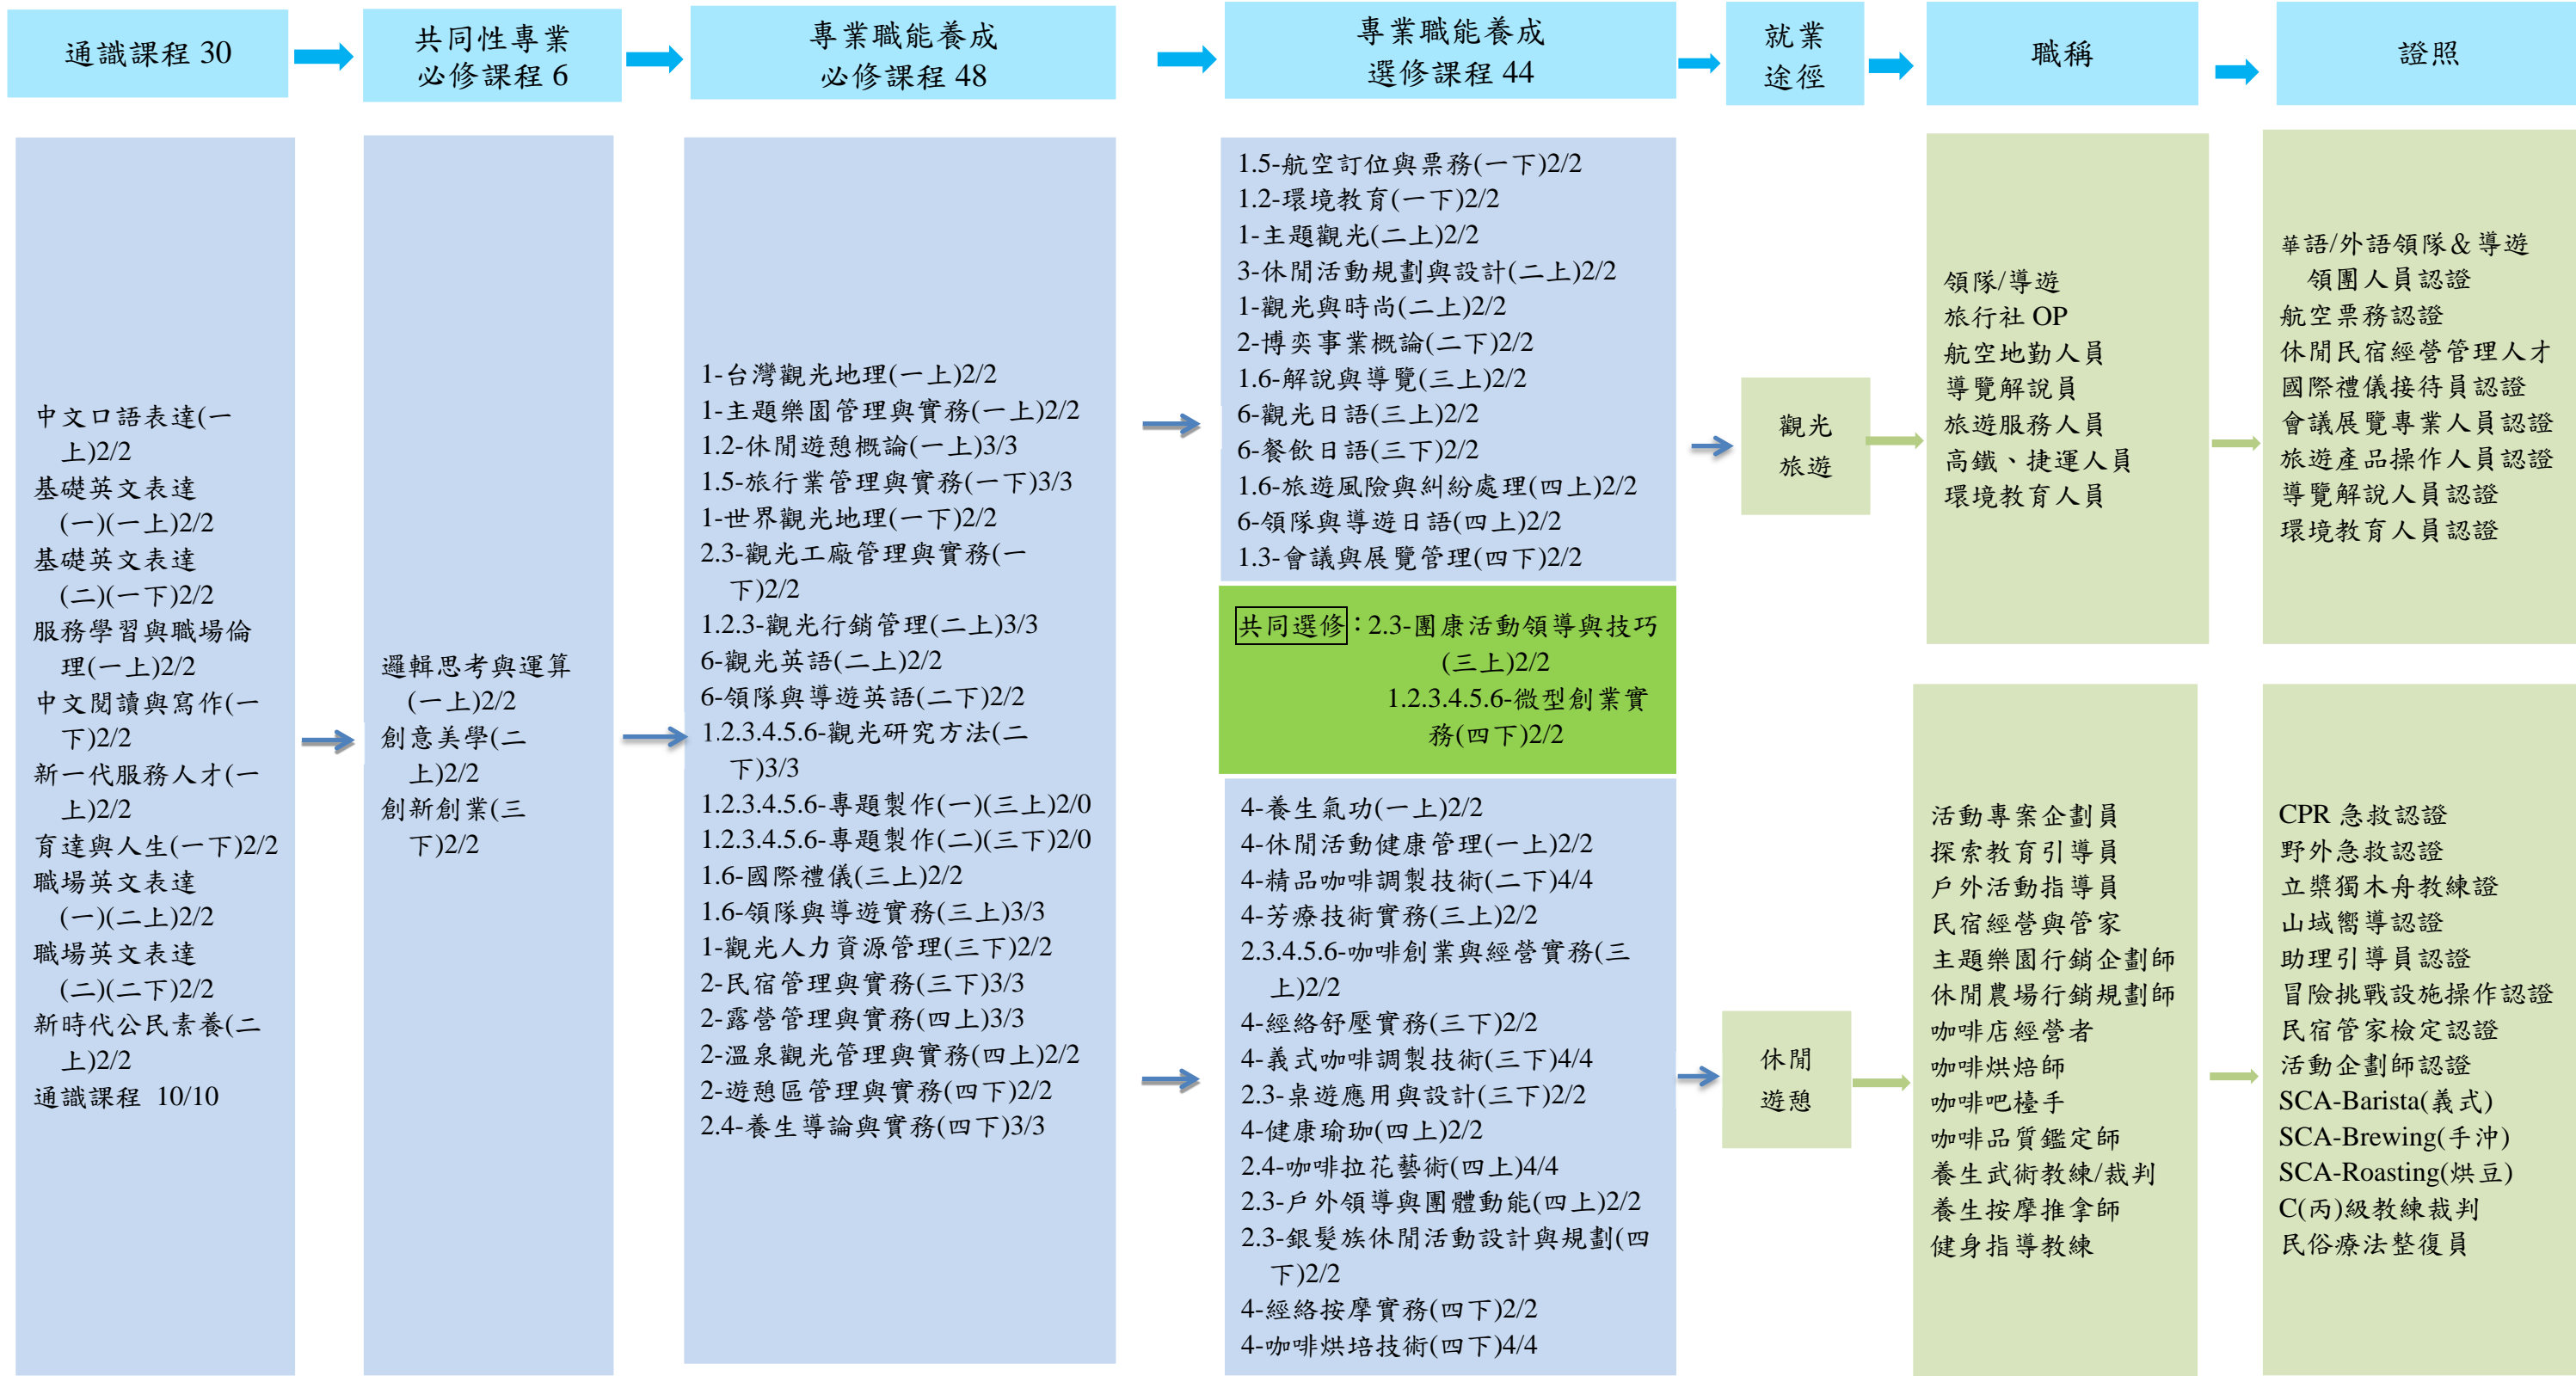 通識課程 30
共同性專業
必修課程 6
專業職能養成
必修課程 48
專業職能養成
選修課程 44
就業
途徑
職稱
證照
中文口語表達(一
上)2/2
基礎英文表達
(一)(一上)2/2
基礎英文表達
(二)(一下)2/2
服務學習與職場倫
理(一上)2/2
中文閱讀與寫作(一
下)2/2
新一代服務人才(一
上)2/2
育達與人生(一下)2/2
職場英文表達
(一)(二上)2/2
職場英文表達
(二)(二下)2/2
新時代公民素養(二
上)2/2
通識課程 10/10
邏輯思考與運算
(一上)2/2
創意美學(二
上)2/2
創新創業(三
下)2/2
1-台灣觀光地理(一上)2/2
1-主題樂園管理與實務(一上)2/2
1.2-休閒遊憩概論(一上)3/3
1.5-旅行業管理與實務(一下)3/3
1-世界觀光地理(一下)2/2
2.3-觀光工廠管理與實務(一
下)2/2
1.2.3-觀光行銷管理(二上)3/3
6-觀光英語(二上)2/2
6-領隊與導遊英語(二下)2/2
1.2.3.4.5.6-觀光研究方法(二
下)3/3
1.2.3.4.5.6-專題製作(一)(三上)2/0
1.2.3.4.5.6-專題製作(二)(三下)2/0
1.6-國際禮儀(三上)2/2
1.6-領隊與導遊實務(三上)3/3
1-觀光人力資源管理(三下)2/2
2-民宿管理與實務(三下)3/3
2-露營管理與實務(四上)3/3
2-溫泉觀光管理與實務(四上)2/2
2-遊憩區管理與實務(四下)2/2
2.4-養生導論與實務(四下)3/3
1.5-航空訂位與票務(一下)2/2
1.2-環境教育(一下)2/2
1-主題觀光(二上)2/2
3-休閒活動規劃與設計(二上)2/2
1-觀光與時尚(二上)2/2
2-博奕事業概論(二下)2/2
1.6-解說與導覽(三上)2/2
6-觀光日語(三上)2/2
6-餐飲日語(三下)2/2
1.6-旅遊風險與糾紛處理(四上)2/2
6-領隊與導遊日語(四上)2/2
1.3-會議與展覽管理(四下)2/2
共同選修：2.3-團康活動領導與技巧
(三上)2/2
1.2.3.4.5.6-微型創業實
務(四下)2/2
4-養生氣功(一上)2/2
4-休閒活動健康管理(一上)2/2
4-精品咖啡調製技術(二下)4/4
4-芳療技術實務(三上)2/2
2.3.4.5.6-咖啡創業與經營實務(三
上)2/2
4-經絡舒壓實務(三下)2/2
4-義式咖啡調製技術(三下)4/4
2.3-桌遊應用與設計(三下)2/2
4-健康瑜珈(四上)2/2
2.4-咖啡拉花藝術(四上)4/4
2.3-戶外領導與團體動能(四上)2/2
2.3-銀髮族休閒活動設計與規劃(四
下)2/2
4-經絡按摩實務(四下)2/2
4-咖啡烘培技術(四下)4/4
觀光
旅遊
休閒
遊憩
領隊/導遊
旅行社 OP
航空地勤人員
導覽解說員
旅遊服務人員
高鐵、捷運人員
環境教育人員
活動專案企劃員
探索教育引導員
戶外活動指導員
民宿經營與管家
主題樂園行銷企劃師
休閒農場行銷規劃師
咖啡店經營者
咖啡烘焙師
咖啡吧檯手
咖啡品質鑑定師
養生武術教練/裁判
養生按摩推拿師
健身指導教練
華語/外語領隊＆導遊
領團人員認證
航空票務認證
休閒民宿經營管理人才
國際禮儀接待員認證
會議展覽專業人員認證
旅遊產品操作人員認證
導覽解說人員認證
環境教育人員認證
CPR 急救認證
野外急救認證
立槳獨木舟教練證
山域嚮導認證
助理引導員認證
冒險挑戰設施操作認證
民宿管家檢定認證
活動企劃師認證
SCA-Barista(義式)
SCA-Brewing(手沖)
SCA-Roasting(烘豆)
C(丙)級教練裁判
民俗療法整復員